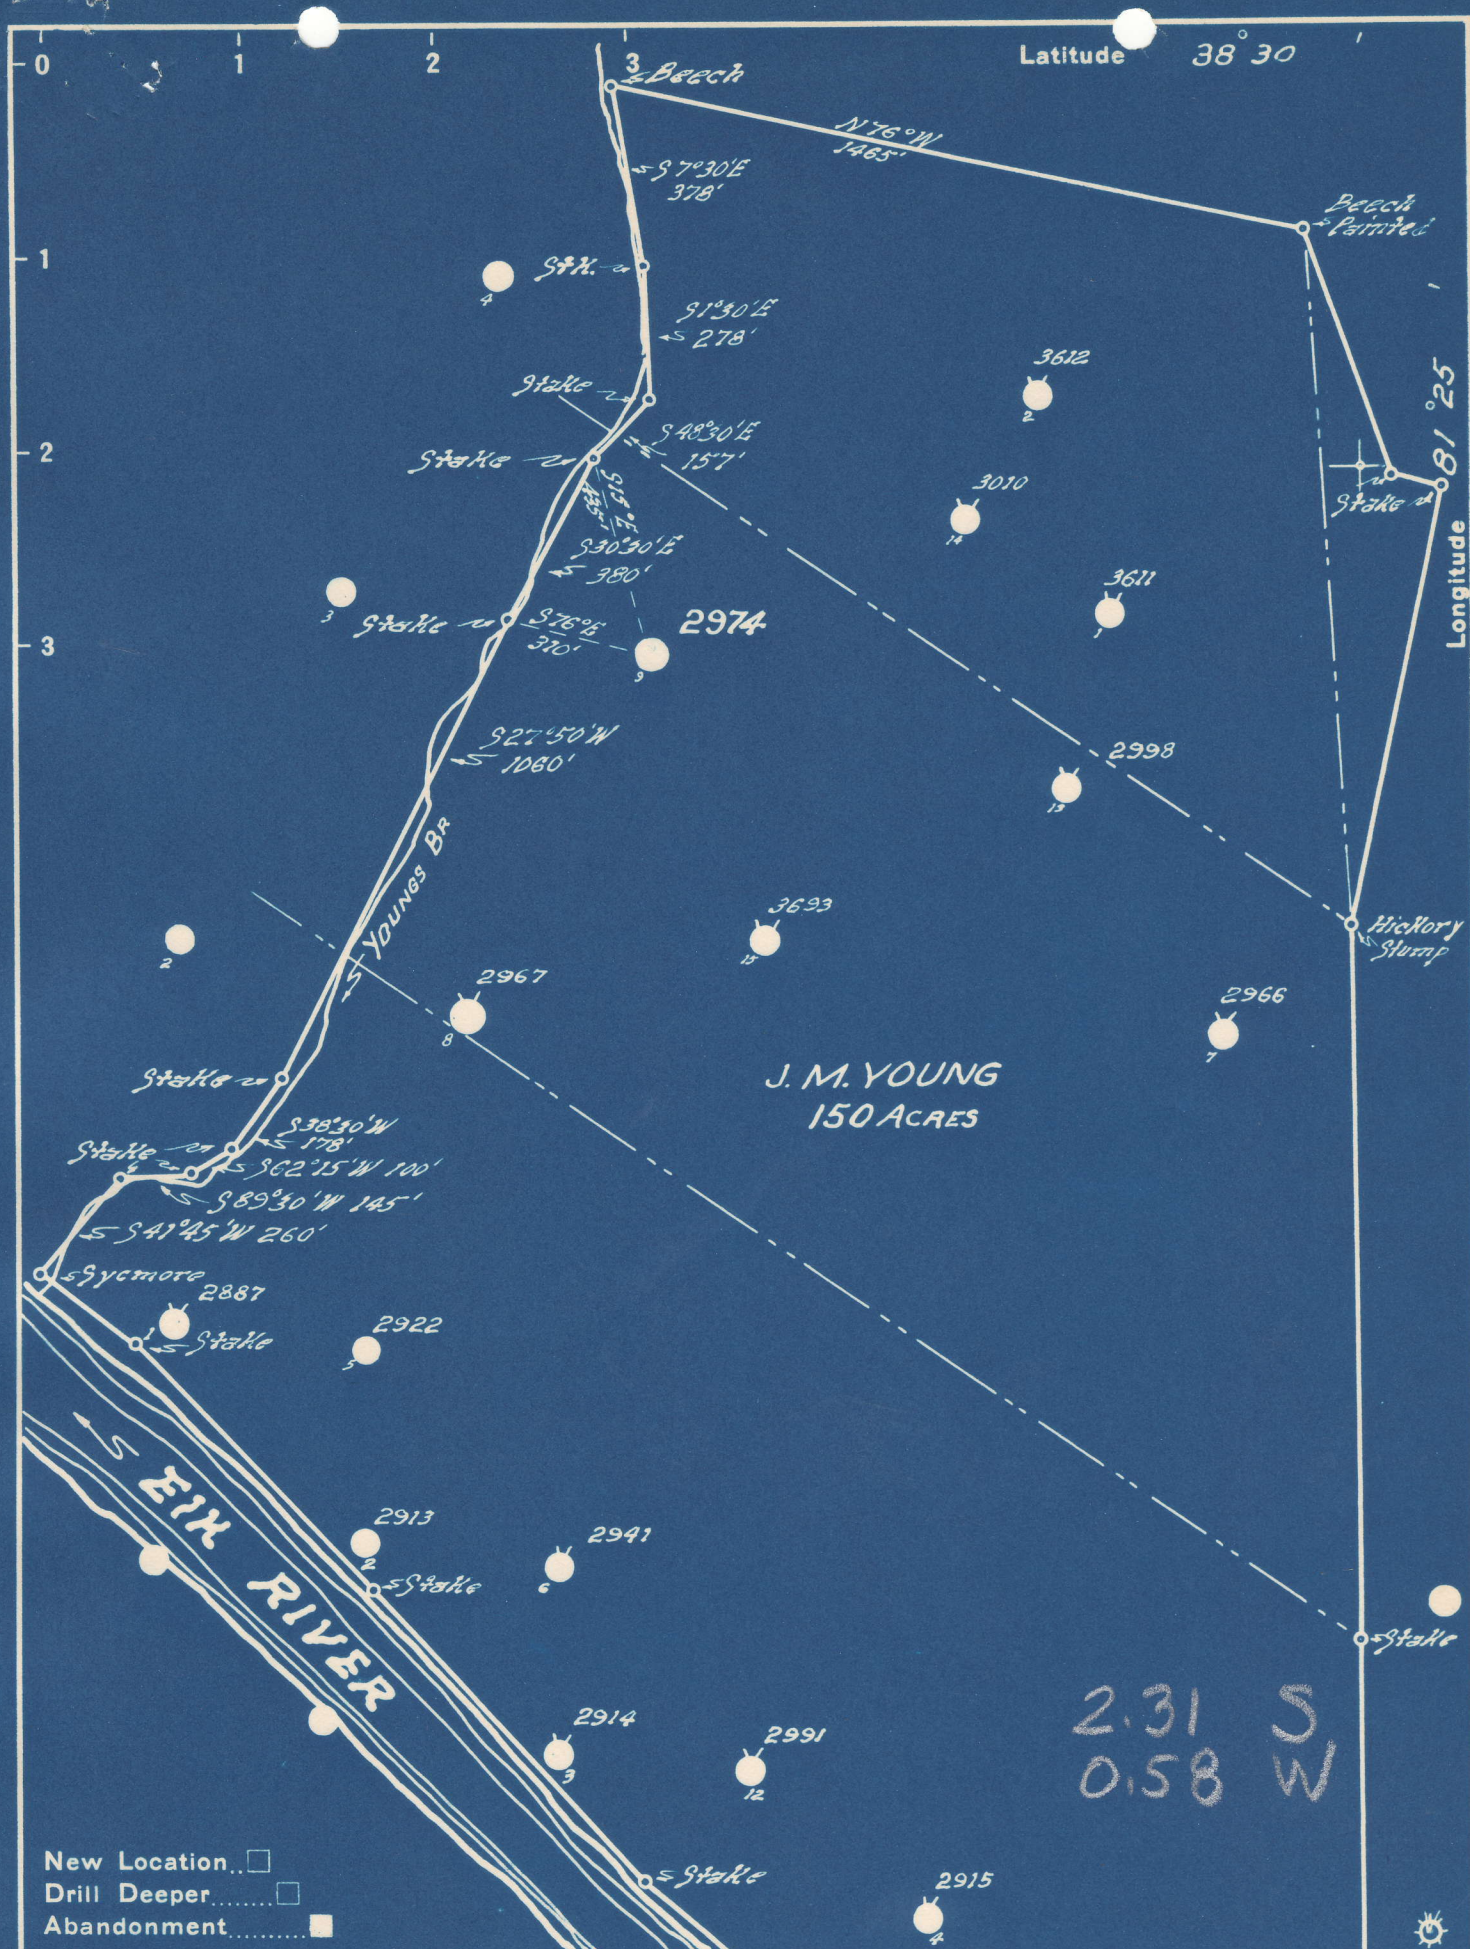 0 1 2 3
Latitude 38°30
Beech
N76°W
1465'
S7°30'E
378'
Beech
Painted
1
4
Stk.
S1°30'E
278'
3612
2
Stake
81°25
2
S48°30'E
157'
Stake
S15°E
435'
3010
14
Stake
Longitude
S30°30'E
380'
3611
1
3
Stake
S76°E
310'
2974
9
3
S27°50'W
1060'
2998
13
YOUNGS BR
3693
15
Hickory
Stump
2
2967
8
2966
7
J. M. YOUNG
150 ACRES
Stake
S38°30'W
178'
Stake
S62°15'W 100'
S89°30'W 145'
S41°45'W 260'
Sycmore
2887
1
Stake
2922
5
ElK RIVER
2913
2
2941
6
Stake
Stake
2.31 S
0.58 W
2914
3
2991
12
Stake
2915
4
New Location..
Drill Deeper........
Abandonment..........